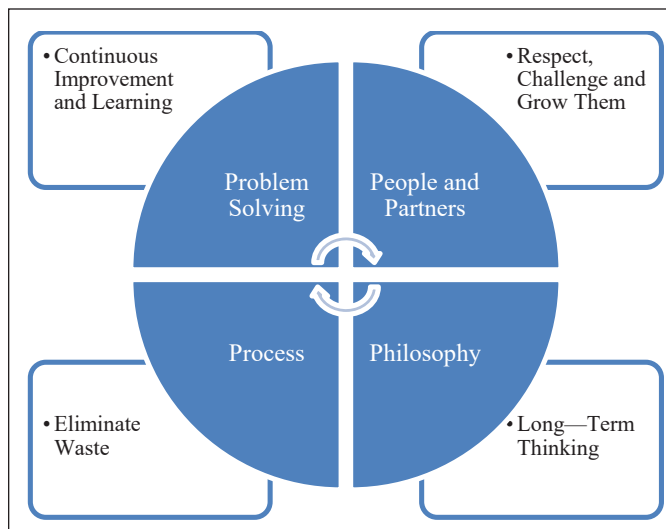 • Continuous
Improvement
and Learning
• Respect,
Challenge and
Grow Them
Problem
Solving
People and
Partners
Process
Philosophy
• Eliminate
Waste
• Long—Term
Thinking